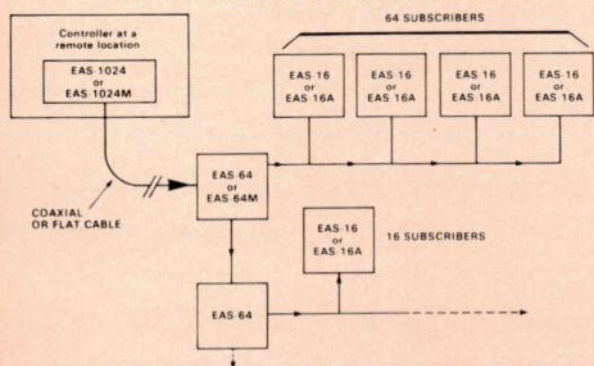 Controller at a
remote location
EAS-1024
or
EAS-1024M
COAXIAL
OR FLAT CABLE
64 SUBSCRIBERS
EAS-16
or
EAS-16A
EAS-16
or
EAS-16A
EAS-16
or
EAS-16A
EAS-16
or
EAS-16A
EAS-64
or
EAS-64M
EAS-16
or
EAS-16A
16 SUBSCRIBERS
EAS-64